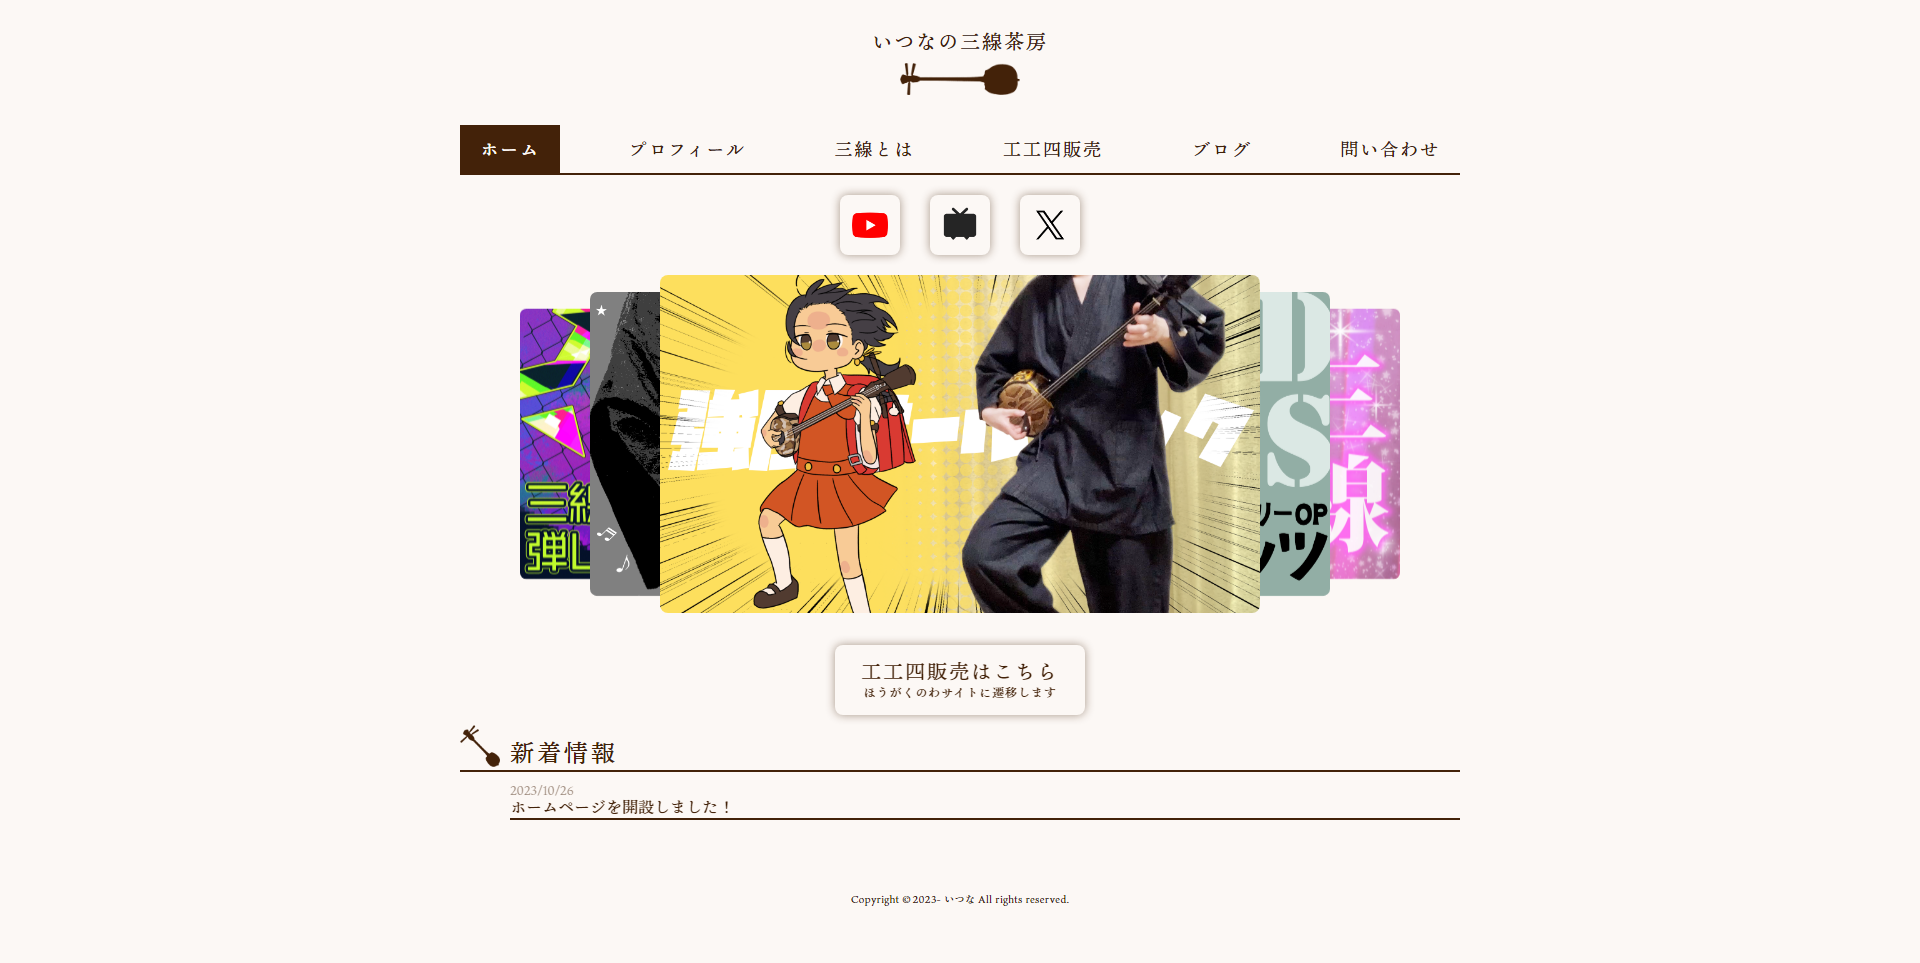 いつなの三線茶房
ホーム
プロフィール
三線とは
工工四販売
ブログ
問い合わせ
三線
弾
D
S
リーOP
ッツ
三線
工工四販売はこちら
ほうがくのわサイトに遷移します
新着情報
2023/10/26
ホームページを開設しました！
Copyright © 2023- いつな All rights reserved.